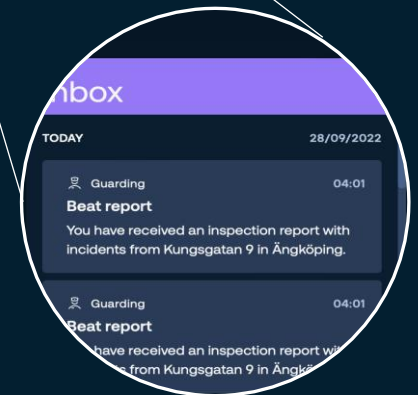 nbox
TODAY 28/09/2022
Guarding 04:01
Beat report
You have received an inspection report with
incidents from Kungsgatan 9 in Ängköping.
Guarding 04:01
Beat report
have received an inspection report
from Kungsgatan 9 in